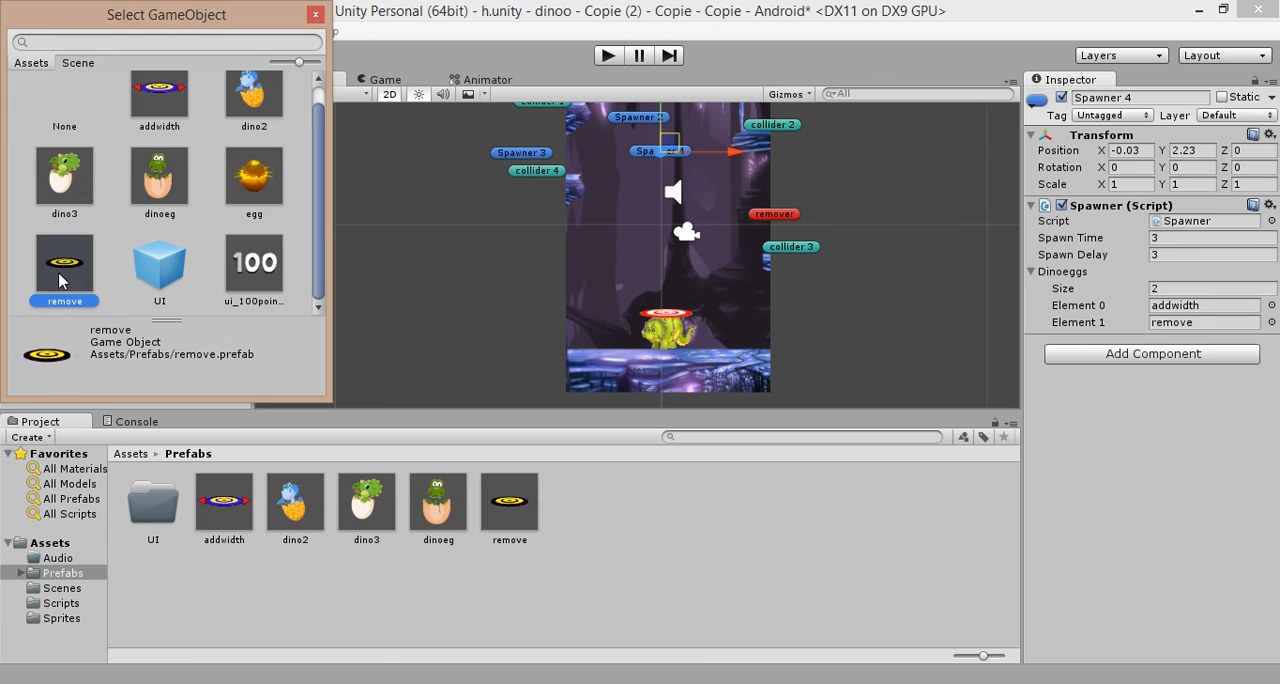 Select GameObject
x
Unity Personal (64bit) - h.unity - dinoo - Copie (2) - Copie - Copie - Android* <DX11 on DX9 GPU>
Layers
Layout
Assets
Scene
None
addwidth
dino2
dino3
dinoeg
egg
remove
UI
100
ui_100poin...
remove
Game Object
Assets/Prefabs/remove.prefab
Game
Animator
2D
Gizmos
All
Spawner 2
collider 2
Spawner 3
collider 4
remover
collider 3
Inspector
Spawner 4
Static
Tag
Untagged
Layer
Default
Transform
Position X -0.03 Y 2.23 Z 0
Rotation X 0 Y 0 Z 0
Scale X 1 Y 1 Z 1
Spawner (Script)
Script Spawner
Spawn Time 3
Spawn Delay 3
Dinoeggs
Size 2
Element 0 addwidth
Element 1 remove
Add Component
Project
Console
Create
Favorites
All Materials
All Models
All Prefabs
All Scripts
Assets
Audio
Prefabs
Scenes
Scripts
Sprites
Assets
Prefabs
UI
addwidth
dino2
dino3
dinoeg
remove